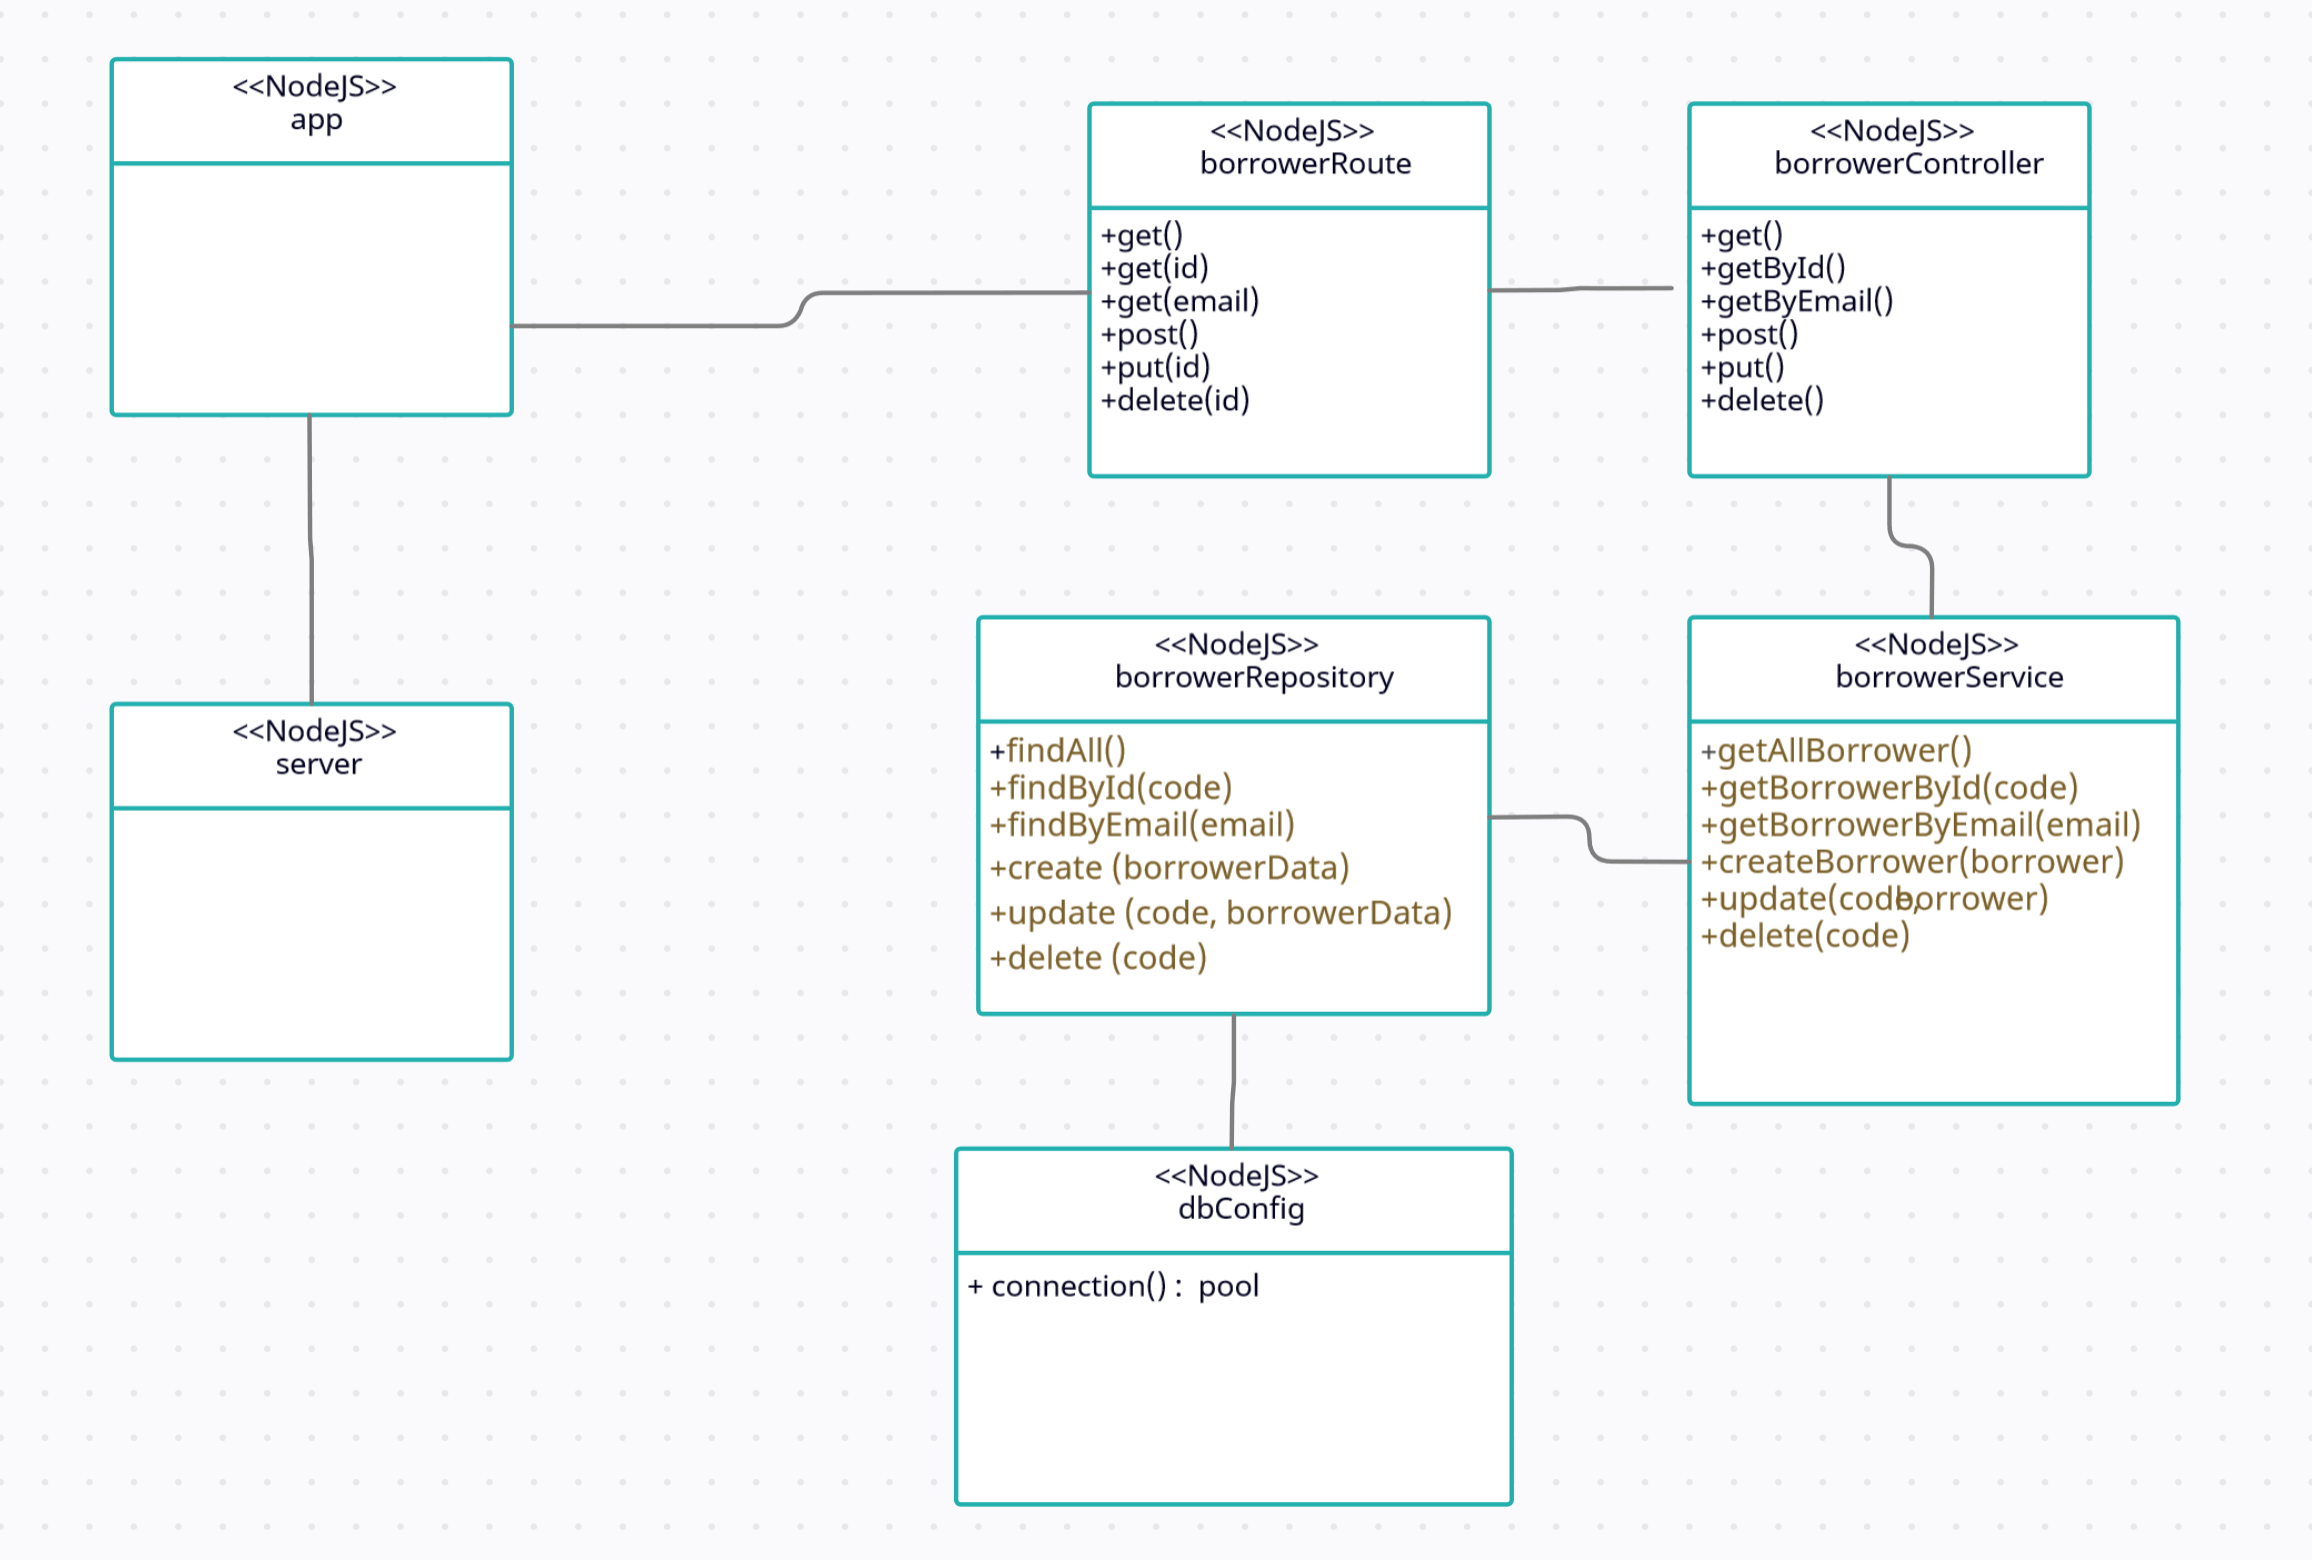 <<NodeJS>>
app
<<NodeJS>>
borrowerRoute
+get()
+get(id)
+get(email)
+post()
+put(id)
+delete(id)
<<NodeJS>>
borrowerController
+get()
+getById()
+getByEmail()
+post()
+put()
+delete()
<<NodeJS>>
server
<<NodeJS>>
borrowerRepository
+findAll()
+findById(code)
+findByEmail(email)
+create (borrowerData)
+update (code, borrowerData)
+delete (code)
<<NodeJS>>
borrowerService
+getAllBorrower()
+getBorrowerById(code)
+getBorrowerByEmail(email)
+createBorrower(borrower)
+update(code,borrower)
+delete(code)
<<NodeJS>>
dbConfig
+ connection() :  pool